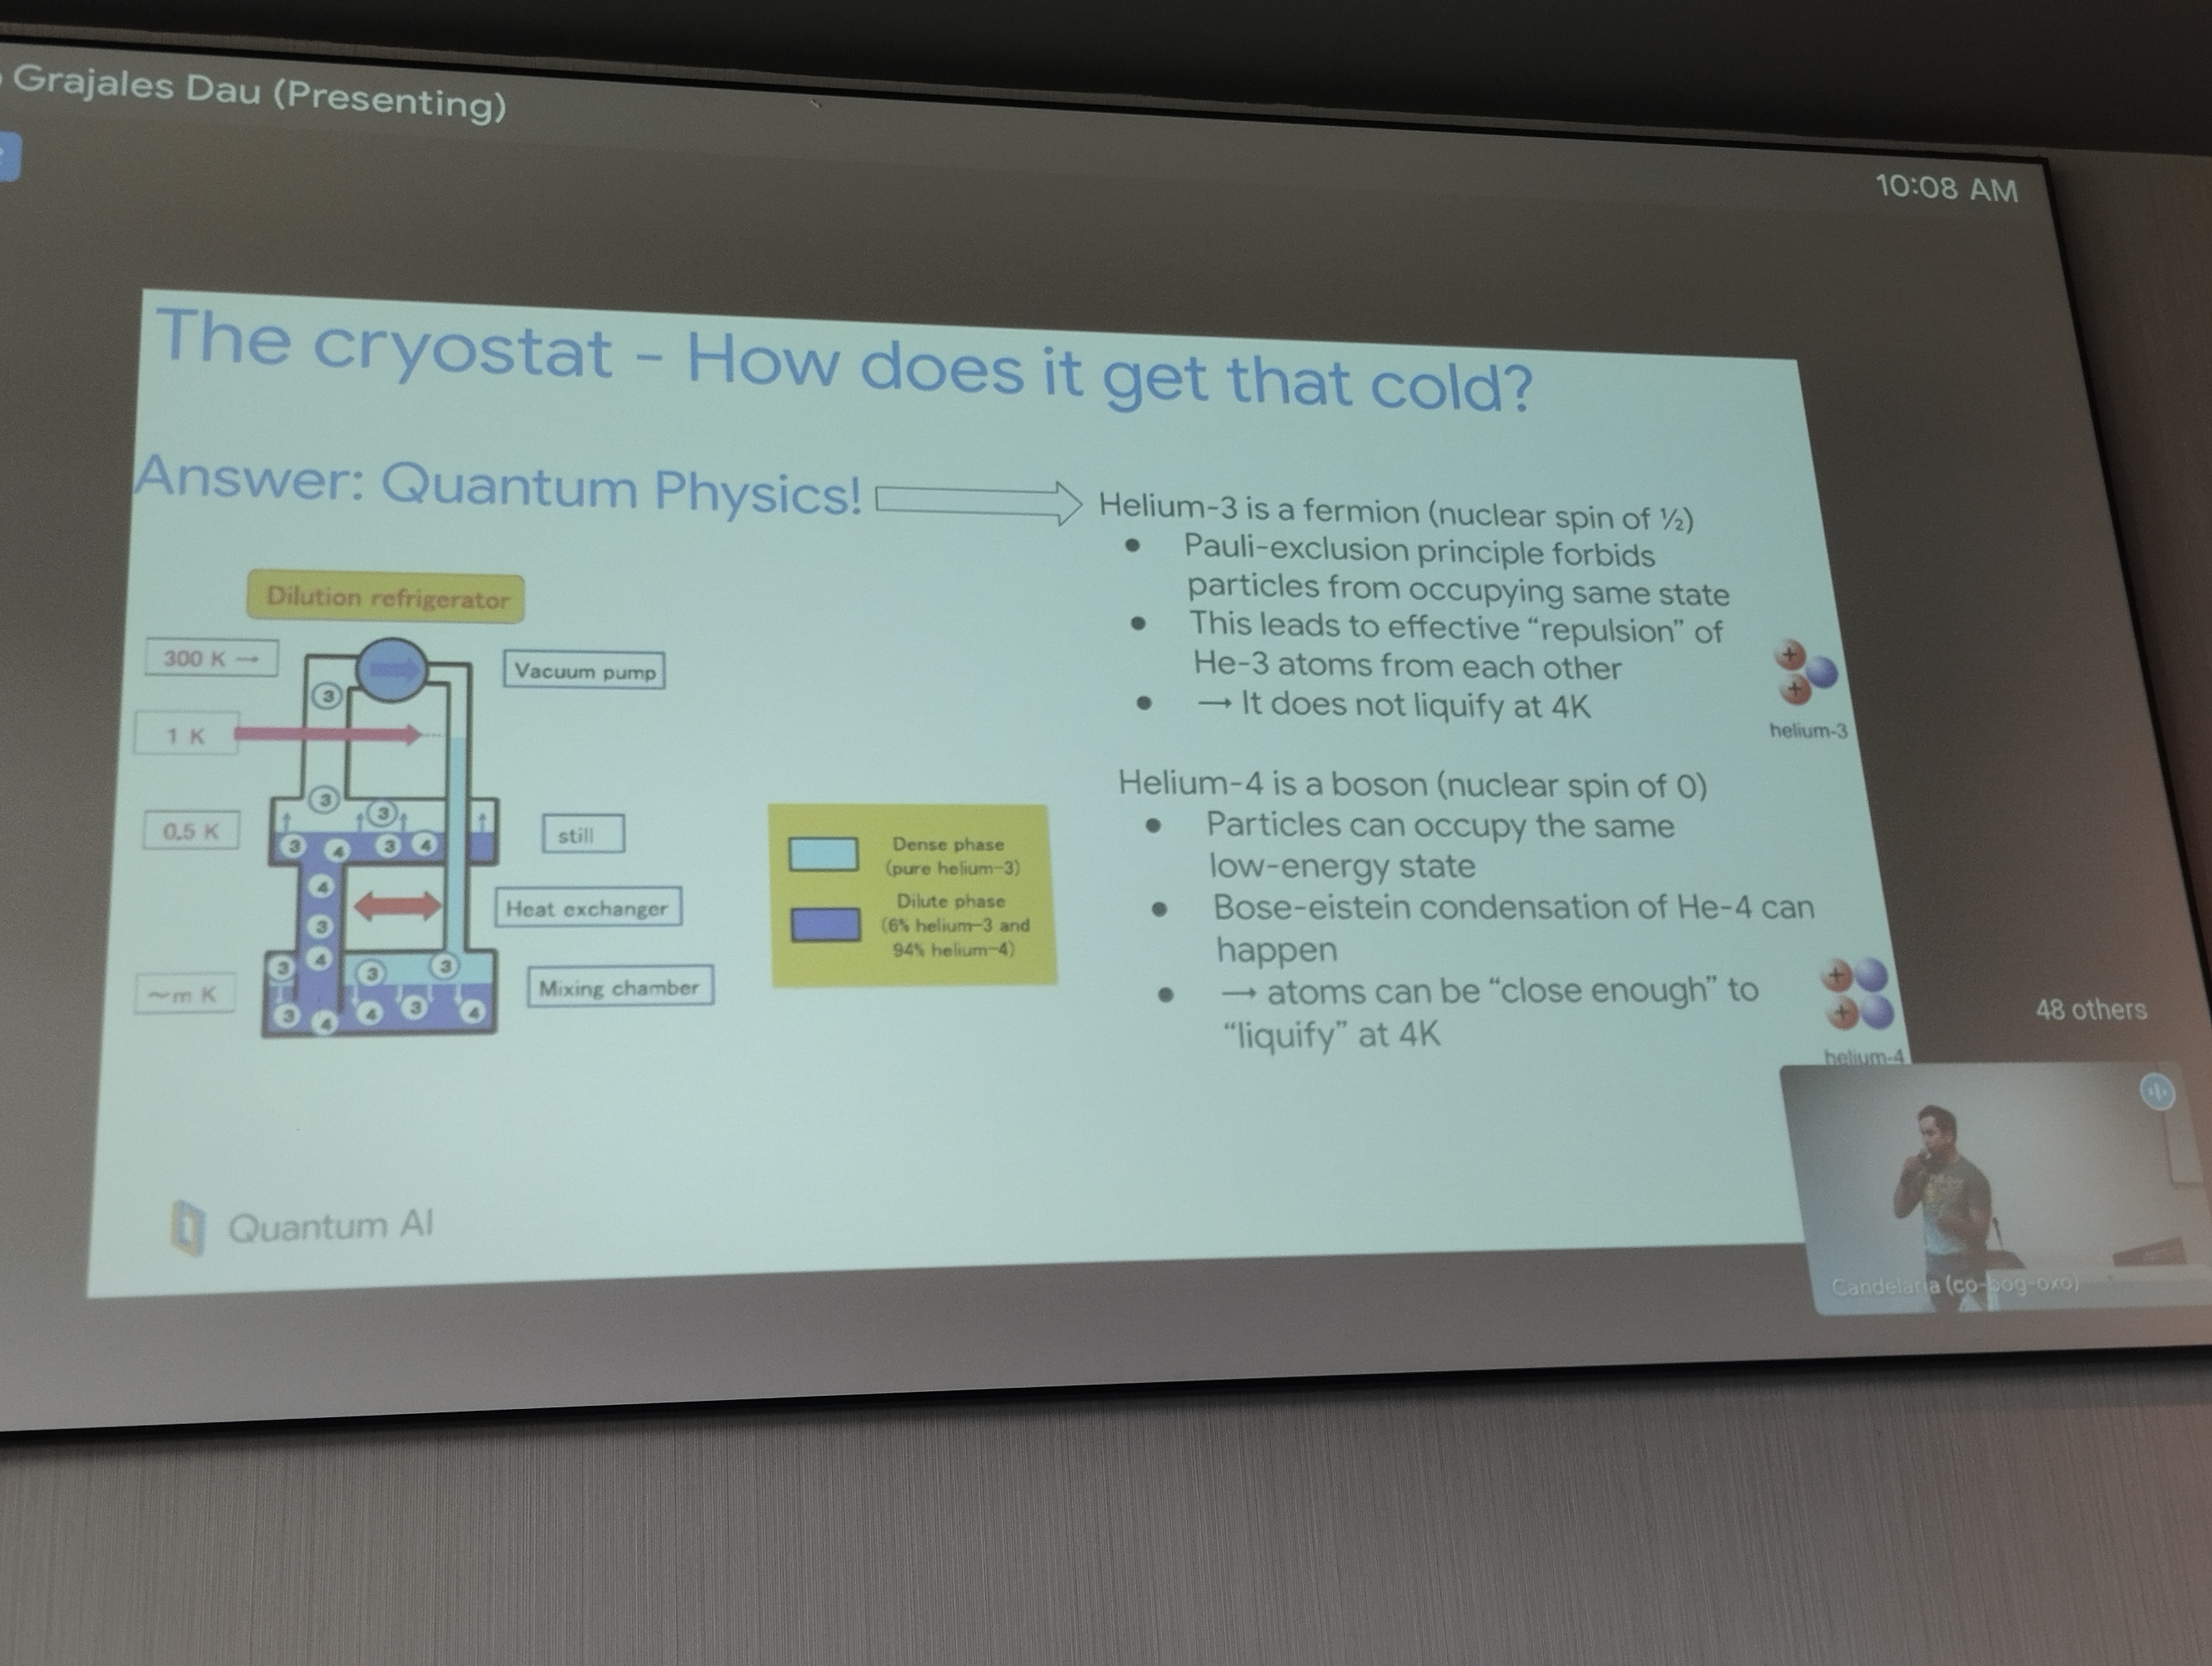 Grajales Dau (Presenting)
10:08 AM
The cryostat - How does it get that cold?
Answer: Quantum Physics!
Dilution refrigerator
300 K →
Vacuum pump
3
1 K
3
3
0.5 K
still
3 4 3 4
4
Heat exchanger
3
4
3 3 3
~m K
Mixing chamber
3 4 4 3 4
Dense phase
(pure helium-3)
Dilute phase
(6% helium-3 and
94% helium-4)
Helium-3 is a fermion (nuclear spin of ½)
● Pauli-exclusion principle forbids
particles from occupying same state
● This leads to effective “repulsion” of
He-3 atoms from each other
● → It does not liquify at 4K
+
+
helium-3
Helium-4 is a boson (nuclear spin of 0)
● Particles can occupy the same
low-energy state
● Bose-eistein condensation of He-4 can
happen
● → atoms can be “close enough” to
“liquify” at 4K
+
+
helium-4
48 others
Candelaria (co-bog-oxo)
Quantum AI